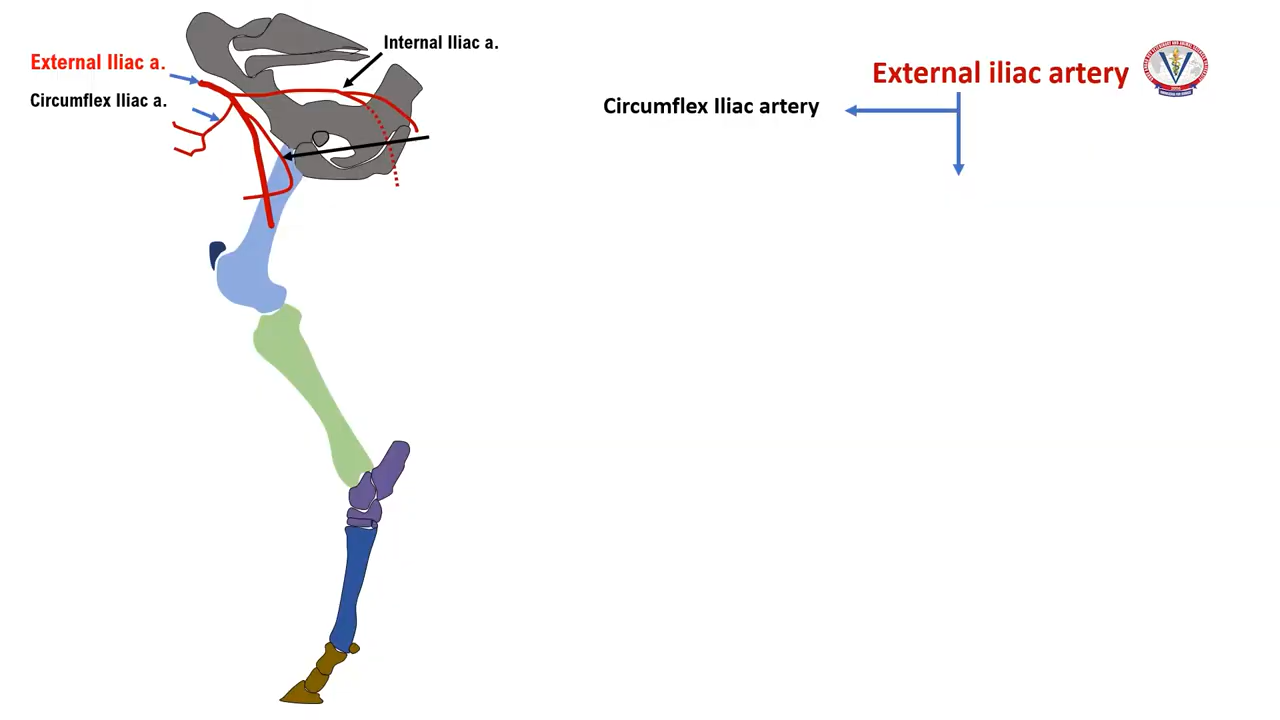 Internal Iliac a.
External Iliac a.
Circumflex Iliac a.
External iliac artery
Circumflex Iliac artery